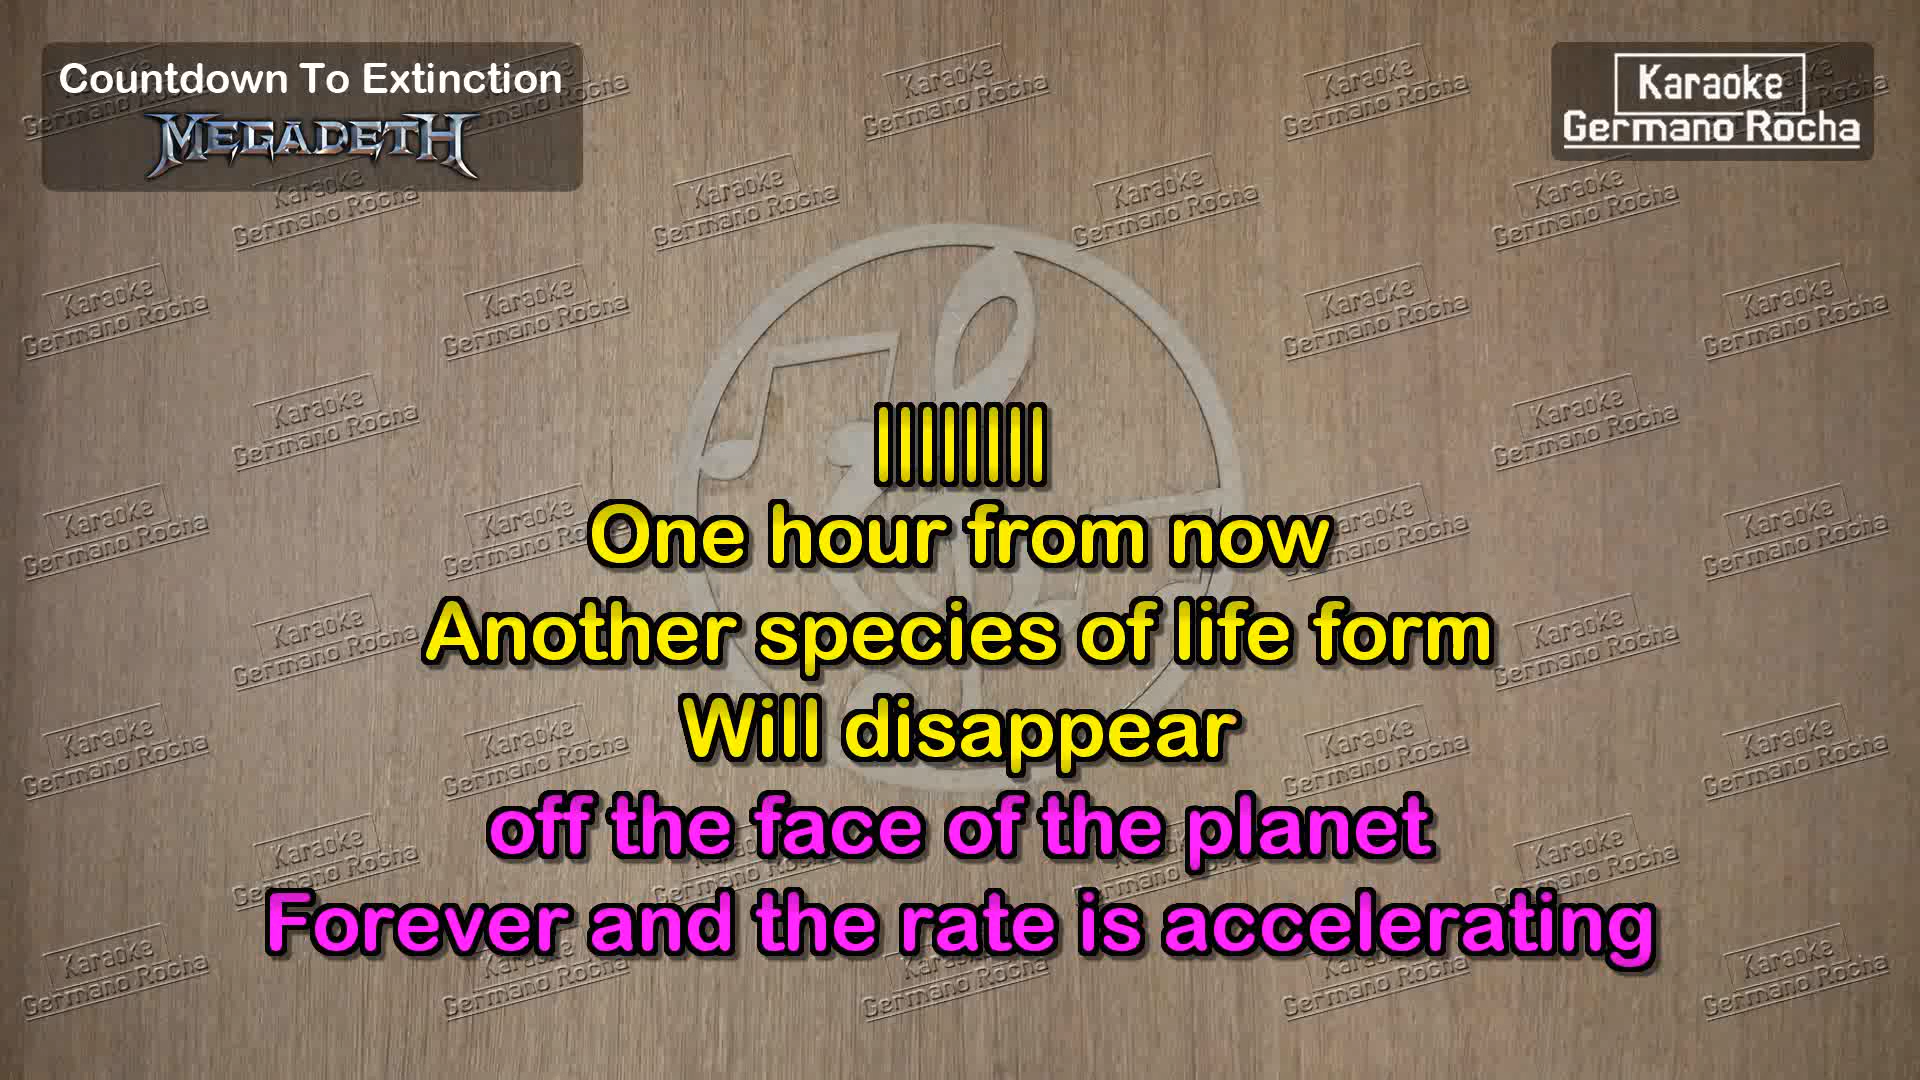 Countdown To Extinction
MEGADETH
Karaoke
Germano Rocha
||||||||
One hour from now
Another species of life form
Will disappear
off the face of the planet
Forever and the rate is accelerating